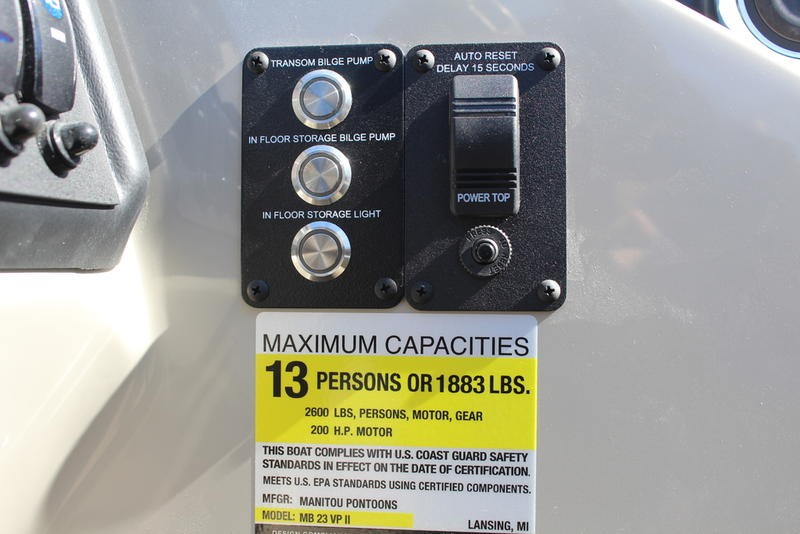 TRANSOM BILGE PUMP
IN FLOOR STORAGE BILGE PUMP
IN FLOOR STORAGE LIGHT
AUTO RESET
DELAY 15 SECONDS
POWER TOP
PRESS
MAXIMUM CAPACITIES
13 PERSONS OR 1883 LBS.
2600 LBS, PERSONS, MOTOR, GEAR
200 H.P. MOTOR
THIS BOAT COMPLIES WITH U.S. COAST GUARD SAFETY
STANDARDS IN EFFECT ON THE DATE OF CERTIFICATION.
MEETS U.S. EPA STANDARDS USING CERTIFIED COMPONENTS.
MFGR: MANITOU PONTOONS
MODEL: MB 23 VP II
LANSING, MI